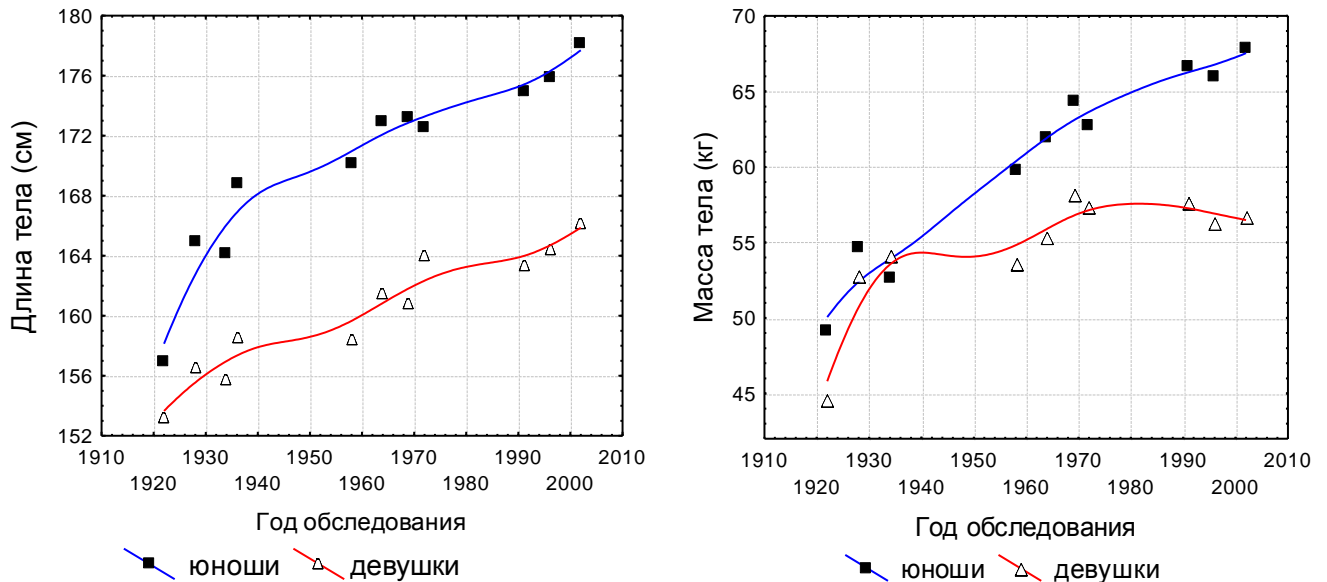 Длина тела (см)
180
176
172
168
164
160
156
152
1910 1930 1950 1970 1990 2010
1920 1940 1960 1980 2000
Год обследования
юноши девушки
Масса тела (кг)
70
65
60
55
50
45
1910 1930 1950 1970 1990 2010
1920 1940 1960 1980 2000
Год обследования
юноши девушки